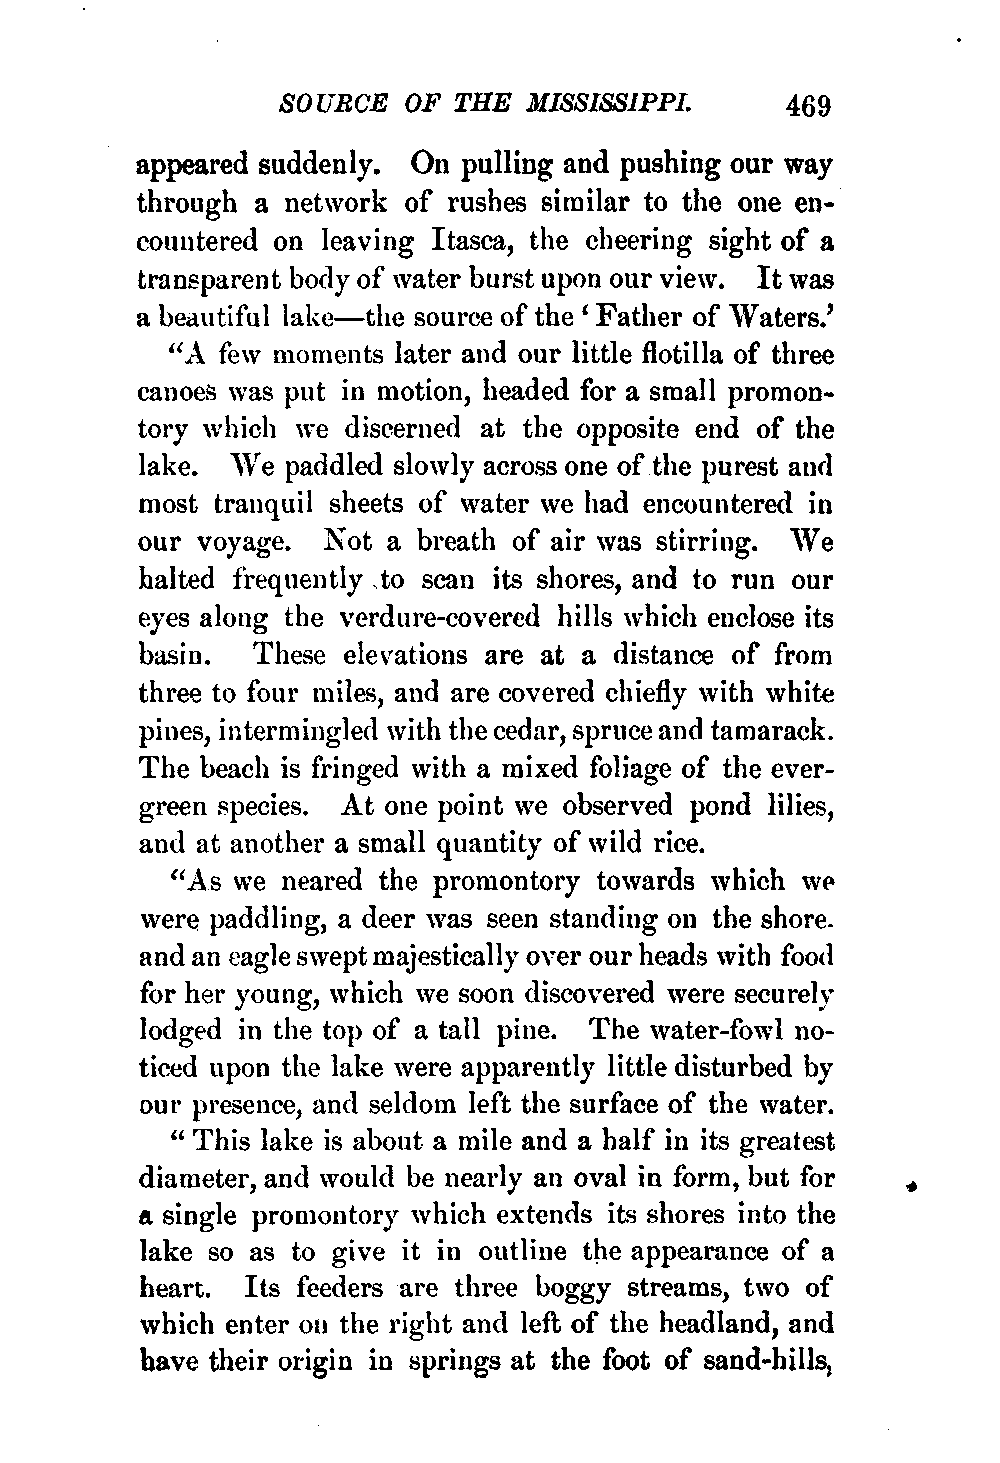 SOURCE OF THE MISSISSIPPI. 469
appeared suddenly. On pulling and pushing our way
through a network of rushes similar to the one en-
countered on leaving Itasca, the cheering sight of a
transparent body of water burst upon our view. It was
a beautiful lake—the source of the ‘Father of Waters.’
“A few moments later and our little flotilla of three
canoes was put in motion, headed for a small promon-
tory which we discerned at the opposite end of the
lake. We paddled slowly across one of the purest and
most tranquil sheets of water we had encountered in
our voyage. Not a breath of air was stirring. We
halted frequently to scan its shores, and to run our
eyes along the verdure-covered hills which enclose its
basin. These elevations are at a distance of from
three to four miles, and are covered chiefly with white
pines, intermingled with the cedar, spruce and tamarack.
The beach is fringed with a mixed foliage of the ever-
green species. At one point we observed pond lilies,
and at another a small quantity of wild rice.
“As we neared the promontory towards which we
were paddling, a deer was seen standing on the shore.
and an eagle swept majestically over our heads with food
for her young, which we soon discovered were securely
lodged in the top of a tall pine. The water-fowl no-
ticed upon the lake were apparently little disturbed by
our presence, and seldom left the surface of the water.
“This lake is about a mile and a half in its greatest
diameter, and would be nearly an oval in form, but for
a single promontory which extends its shores into the
lake so as to give it in outline the appearance of a
heart. Its feeders are three boggy streams, two of
which enter on the right and left of the headland, and
have their origin in springs at the foot of sand-hills,